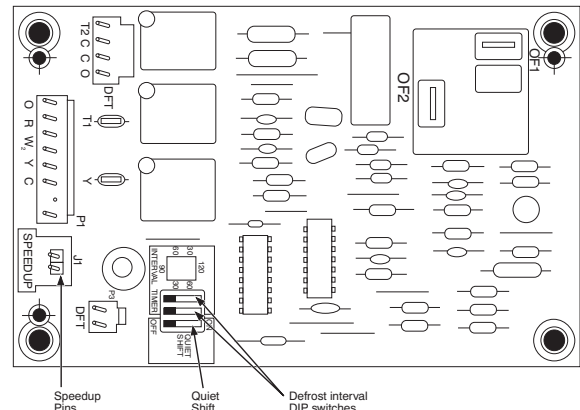 T2 C C O
DFT
OF1
OF2
T1
O R W2 Y C
Y
P1
J1
SPEEDUP
P3
DFT
INTERVAL TIMER OFF
60 30
90 120
30 60
ON
QUIET
SHIFT
Speedup
Pins
Quiet
Shift
Defrost interval
DIP switches